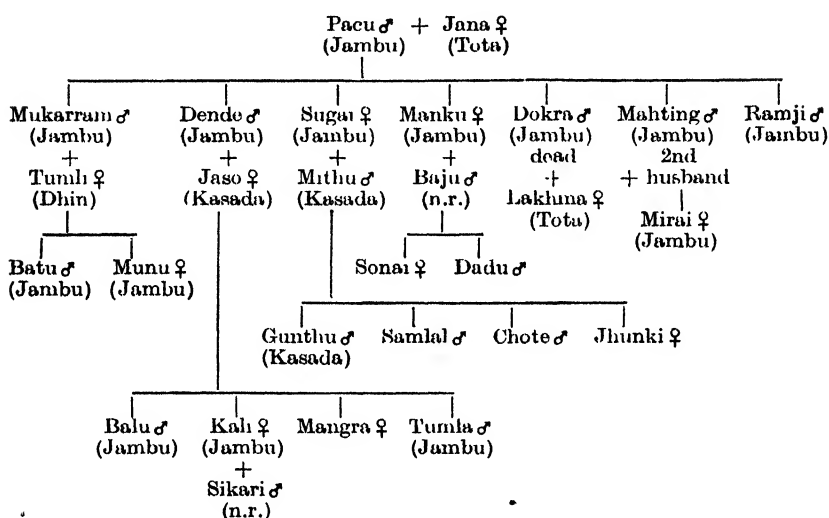 Pacu ♂ + Jana ♀
(Jambu) (Tota)
Mukarram ♂ Dende ♂ Sugai ♀ Manku ♀ Dokra ♂ Mahting ♂ Ramji ♂
(Jambu) (Jambu) (Jambu) (Jambu) (Jambu) (Jambu) (Jambu)
dead 2nd
+ + + + + + husband
Tumli ♀ Jaso ♀ Mithu ♂ Baju ♂ Lakhna ♀ Mirai ♀
(Dhin) (Kasada) (Kasada) (n.r.) (Tota) (Jambu)
Batu ♂ Munu ♀ Sonai ♀ Dadu ♂
(Jambu) (Jambu)
Gunthu ♂ Samlal ♂ Chote ♂ Jhunki ♀
(Kasada)
Balu ♂ Kali ♀ Mangra ♀ Tumla ♂
(Jambu) (Jambu) (Jambu)
+
Sikari ♂
(n.r.)